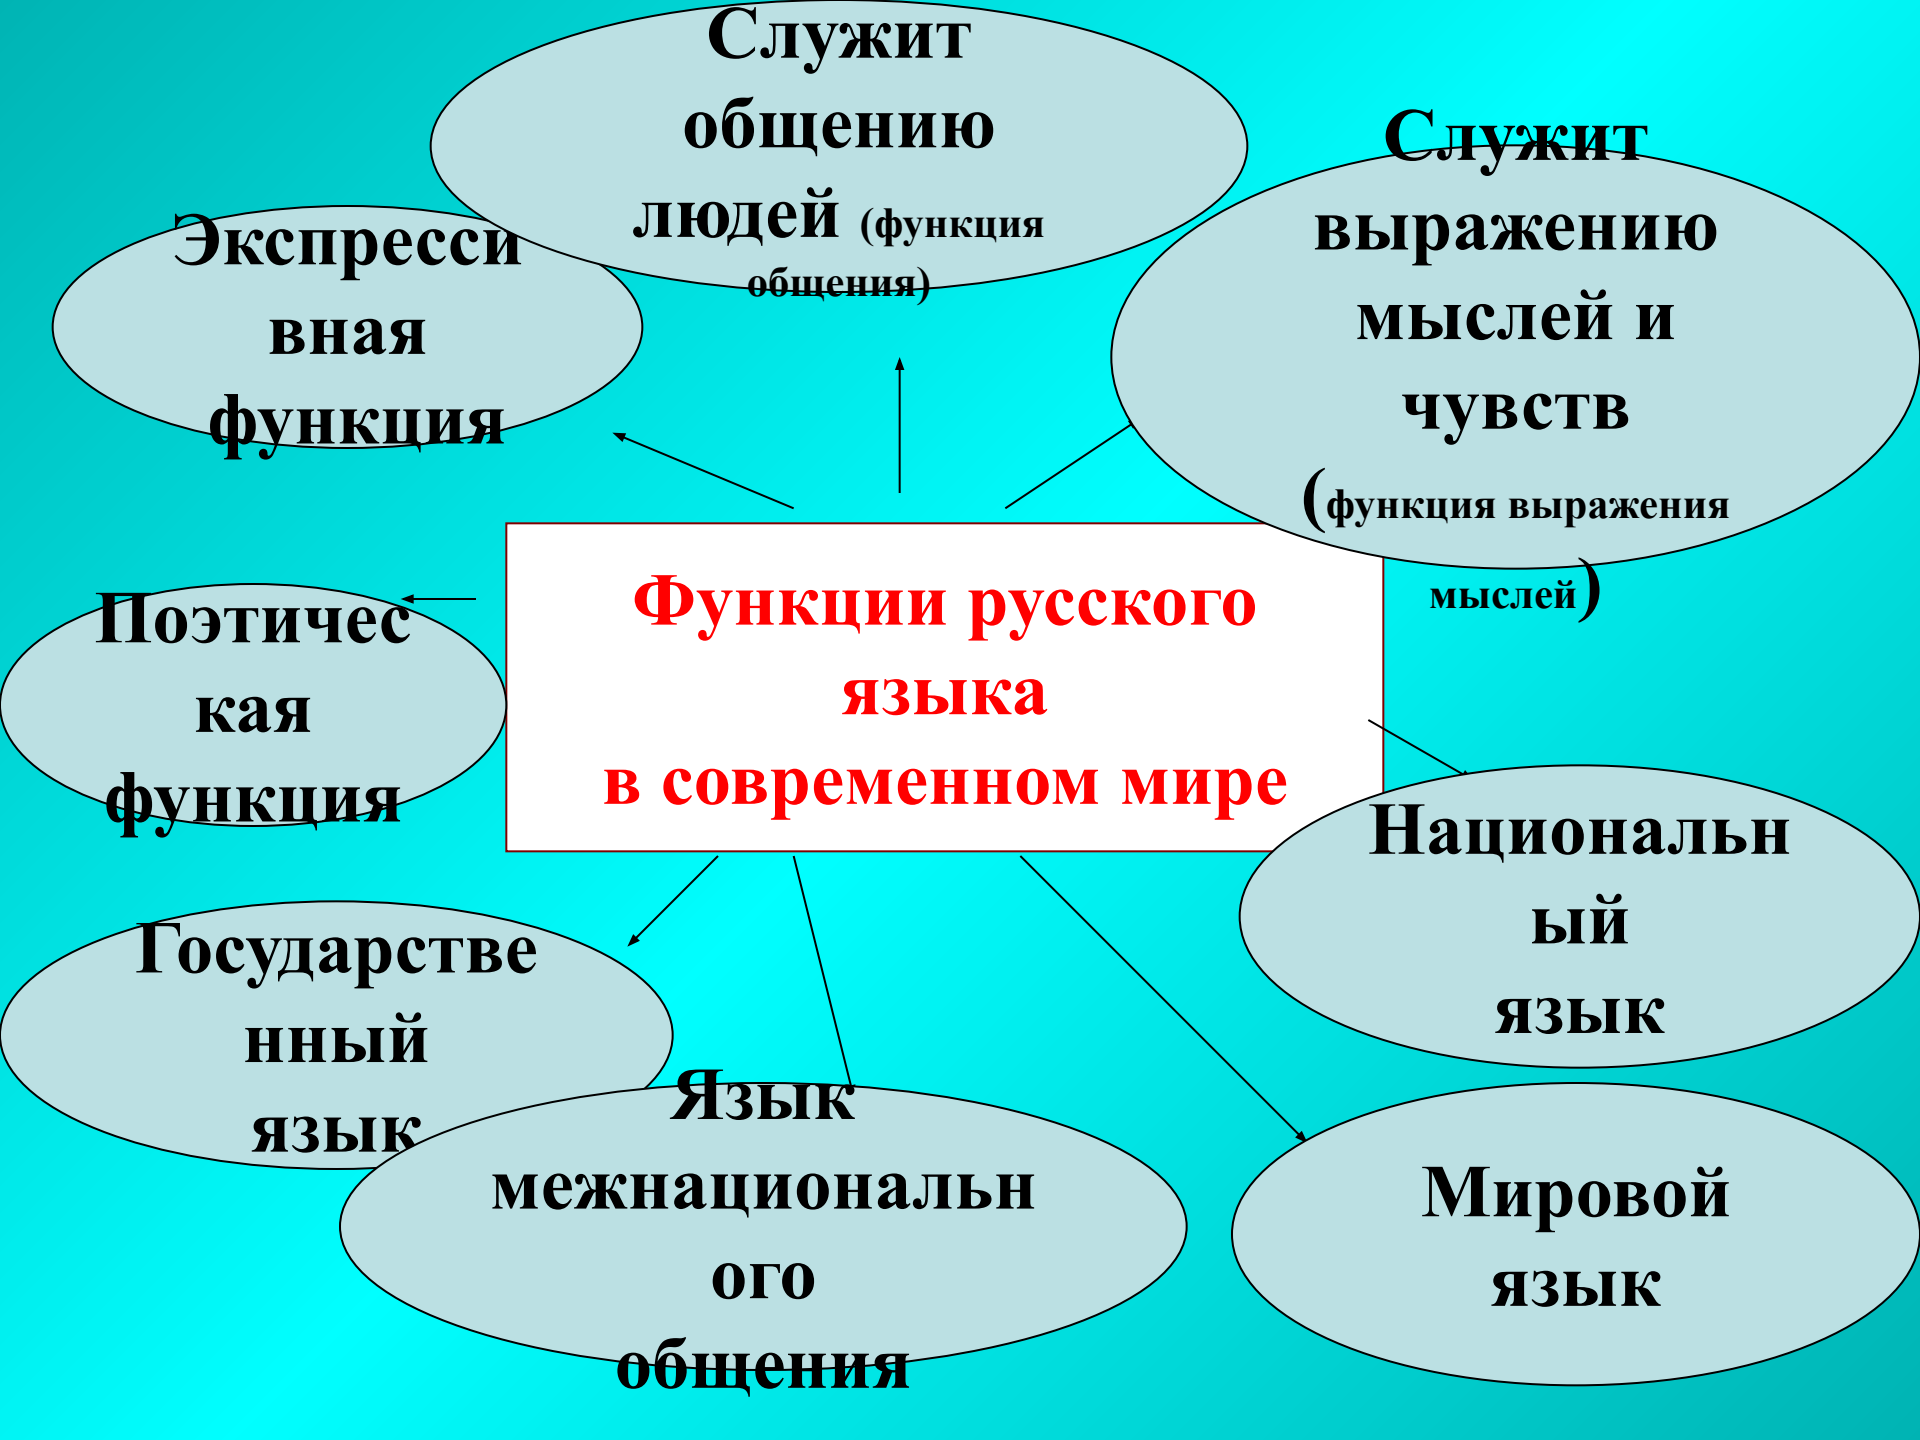 Служит
общению
людей (функция
общения)
Служит
выражению
мыслей и
чувств
(функция выражения
мыслей)
Экспресси
вная
функция
Функции русского
языка
в современном мире
Поэтичес
кая
функция
Национальн
ый
язык
Государстве
нный
язык
Язык
межнациональн
ого
общения
Мировой
язык